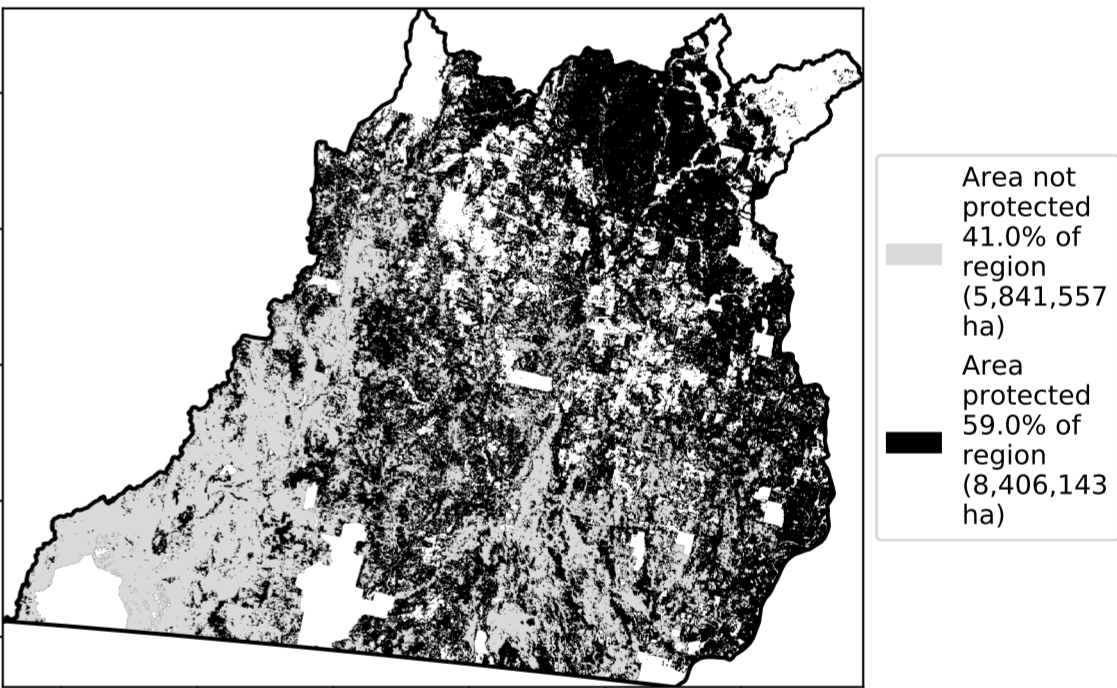 Area not
protected
41.0% of
region
(5,841,557
ha)
Area
protected
59.0% of
region
(8,406,143
ha)